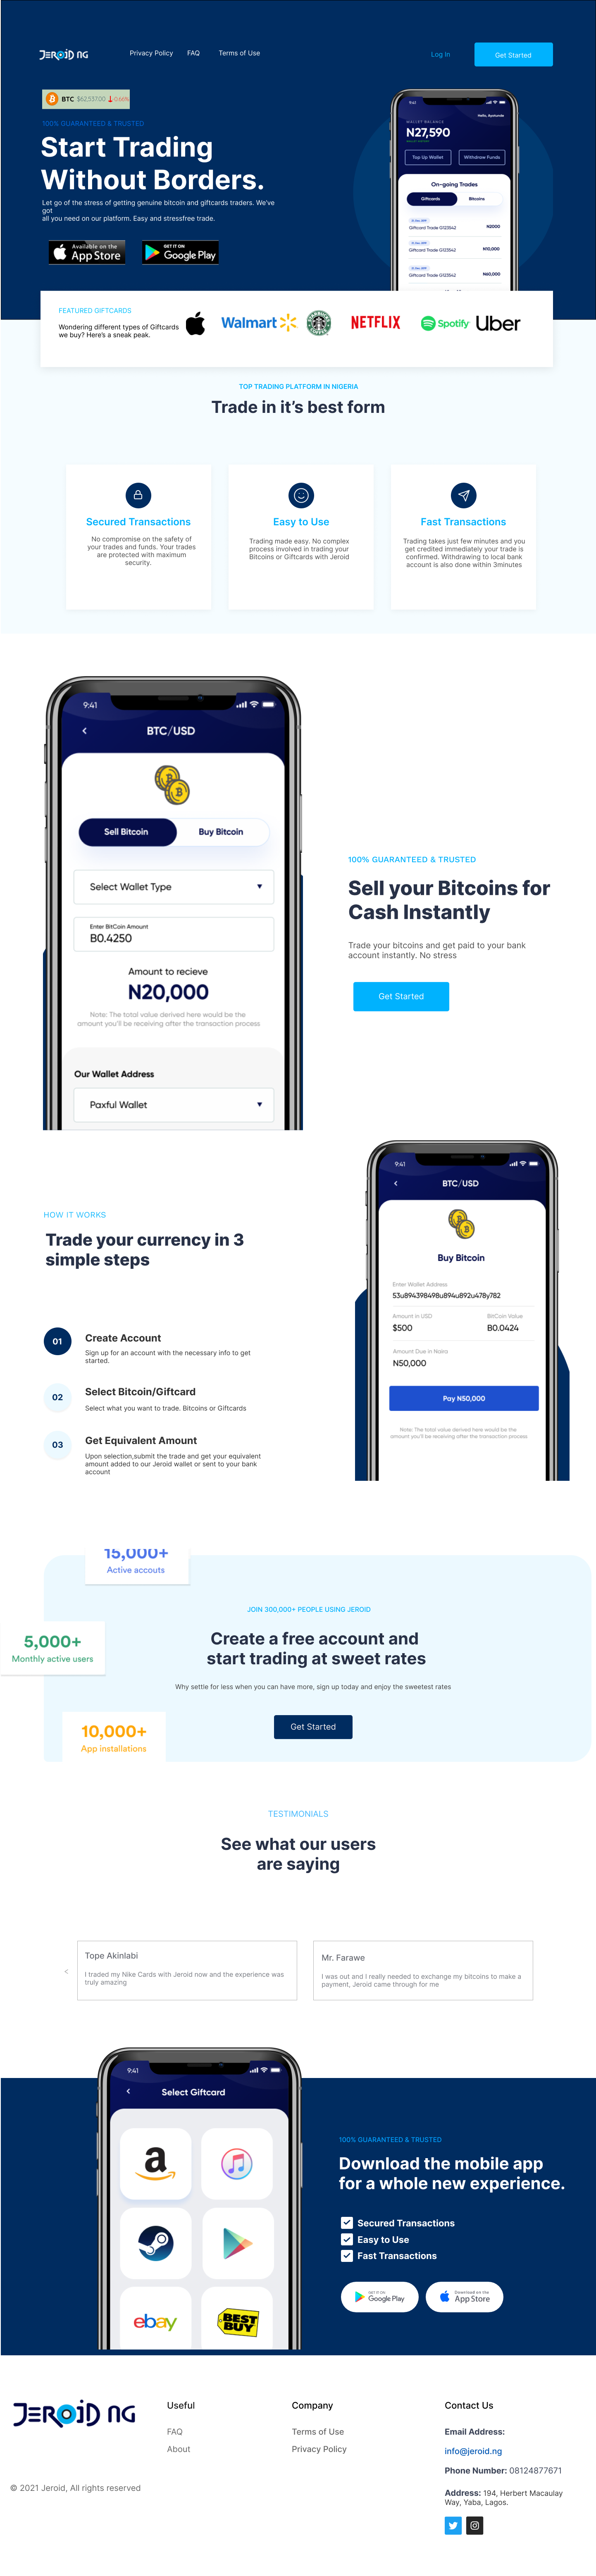 JEROID NG
Privacy Policy
FAQ
Terms of Use
Log In
Get Started
BTC $62,537.00
100% GUARANTEED & TRUSTED
Start Trading
Without Borders.
Let go of the stress of getting genuine bitcoin and giftcards traders. We've
got
all you need on our platform. Easy and stressfree trade.
Available on the
App Store
GET IT ON
Google Play
9:41
Hello, Ayotunde
WALLET BALANCE
N27,590
Top Up Wallet
Withdraw Funds
On-going Trades
Giftcards
Bitcoins
Giftcard Trade G123542
N2000
Giftcard Trade G123542
N10,000
Giftcard Trade G123542
N60,000
FEATURED GIFTCARDS
Wondering different types of Giftcards
we buy? Here's a sneak peak.
Walmart
NETFLIX
Spotify
Uber
TOP TRADING PLATFORM IN NIGERIA
Trade in it's best form
Secured Transactions
No compromise on the safety of
your trades and funds. Your trades
are protected with maximum
security.
Easy to Use
Trading made easy. No complex
process involved in trading your
Bitcoins or Giftcards with Jeroid
Fast Transactions
Trading takes just few minutes and you
get credited immediately your trade is
confirmed. Withdrawing to local bank
account is also done within 3minutes
9:41
BTC/USD
Sell Bitcoin
Buy Bitcoin
Select Wallet Type
Enter BitCoin Amount
B0.4250
Amount to recieve
N20,000
Note: The total value derived here would be the
amount you'll be receiving after the transaction process
Our Wallet Address
Paxful Wallet
100% GUARANTEED & TRUSTED
Sell your Bitcoins for
Cash Instantly
Trade your bitcoins and get paid to your bank
account instantly. No stress
Get Started
HOW IT WORKS
Trade your currency in 3
simple steps
01
Create Account
Sign up for an account with the necessary info to get
started.
02
Select Bitcoin/Giftcard
Select what you want to trade. Bitcoins or Giftcards
03
Get Equivalent Amount
Upon selection,submit the trade and get your equivalent
amount added to our Jeroid wallet or sent to your bank
account
9:41
BTC/USD
Buy Bitcoin
Enter Wallet Address
S3u894398498u894u892u478y782
Amount in USD
BitCoin Value
$500
B0.0424
Amount Due in Naira
N50,000
Pay N50,000
Note: The total value derived here would be the
amount you'll be receiving after the transaction process
15,000+
Active accouts
5,000+
Monthly active users
10,000+
App installations
JOIN 300,000+ PEOPLE USING JEROID
Create a free account and
start trading at sweet rates
Why settle for less when you can have more, sign up today and enjoy the sweetest rates
Get Started
TESTIMONIALS
See what our users
are saying
<
Tope Akinlabi
I traded my Nike Cards with Jeroid now and the experience was
truly amazing
Mr. Farawe
I was out and I really needed to exchange my bitcoins to make a
payment, Jeroid came through for me
9:41
Select Giftcard
a
ebay
BEST
BUY
100% GUARANTEED & TRUSTED
Download the mobile app
for a whole new experience.
Secured Transactions
Easy to Use
Fast Transactions
GET IT ON
Google Play
Download on the
App Store
JEROID NG
© 2021 Jeroid, All rights reserved
Useful
FAQ
About
Company
Terms of Use
Privacy Policy
Contact Us
Email Address:
info@jeroid.ng
Phone Number: 08124877671
Address: 194, Herbert Macaulay
Way, Yaba, Lagos.